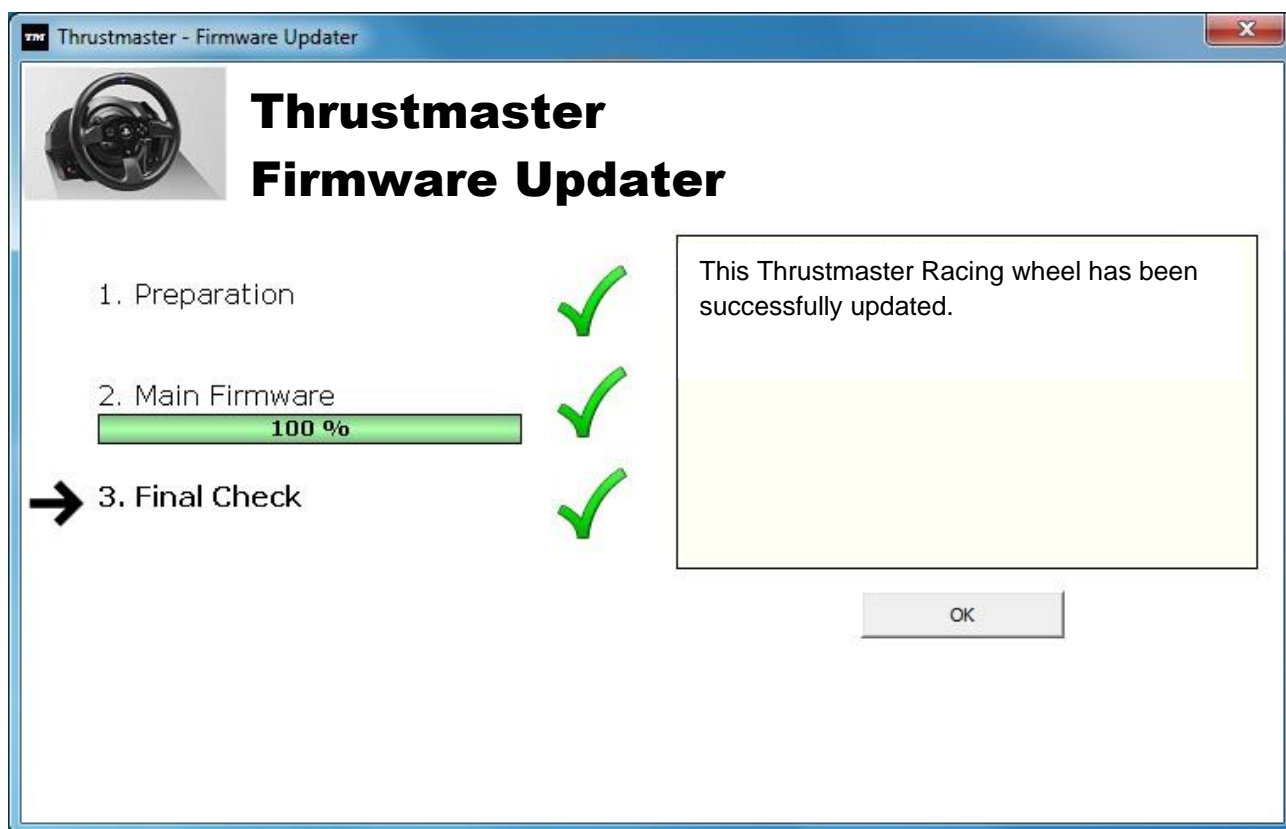 TM Thrustmaster - Firmware Updater
Thrustmaster
Firmware Updater
1. Preparation
2. Main Firmware
100 %
3. Final Check
This Thrustmaster Racing wheel has been
successfully updated.
OK